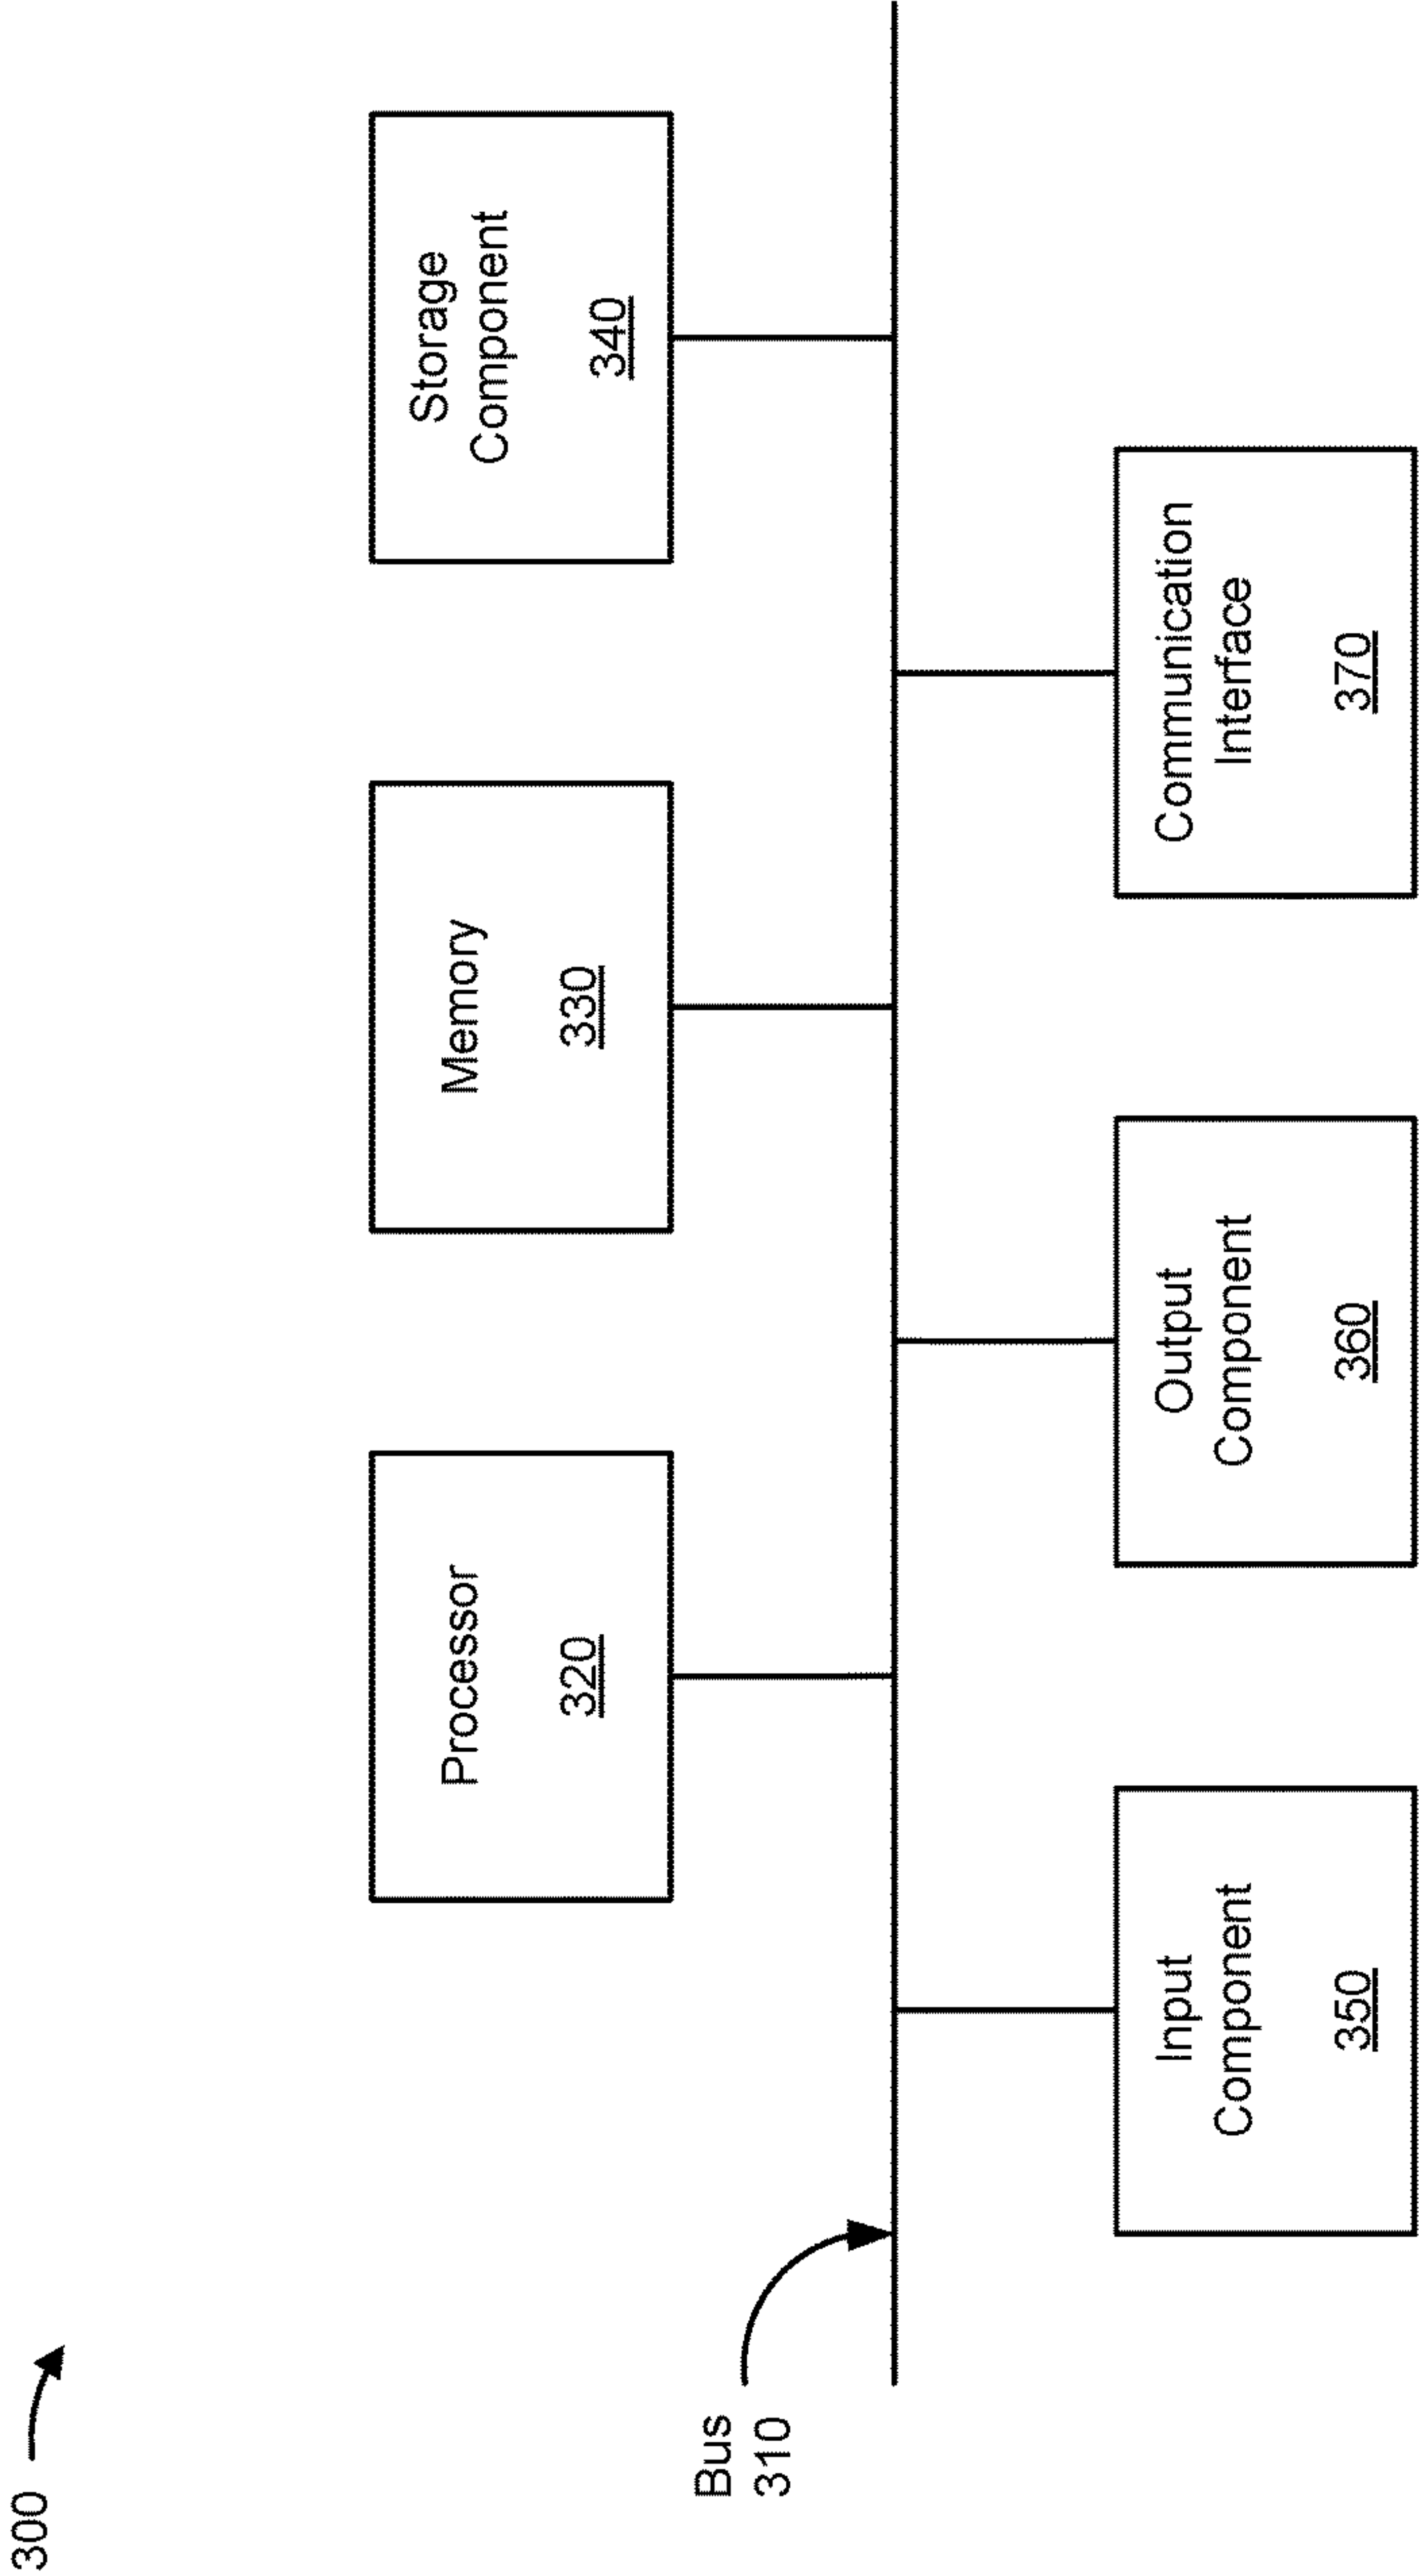 300
Processor
320
Memory
330
Storage
Component
340
Bus
310
Input
Component
350
Output
Component
360
Communication
Interface
370